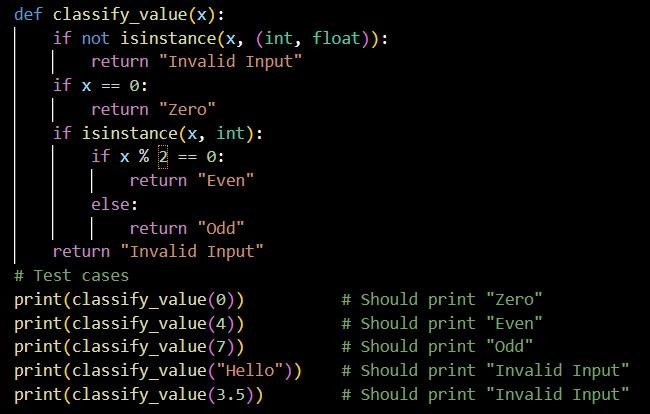 def classify_value(x):
    if not isinstance(x, (int, float)):
        return "Invalid Input"
    if x == 0:
        return "Zero"
    if isinstance(x, int):
        if x % 2 == 0:
            return "Even"
        else:
            return "Odd"
    return "Invalid Input"
# Test cases
print(classify_value(0))          # Should print "Zero"
print(classify_value(4))          # Should print "Even"
print(classify_value(7))          # Should print "Odd"
print(classify_value("Hello"))    # Should print "Invalid Input"
print(classify_value(3.5))        # Should print "Invalid Input"